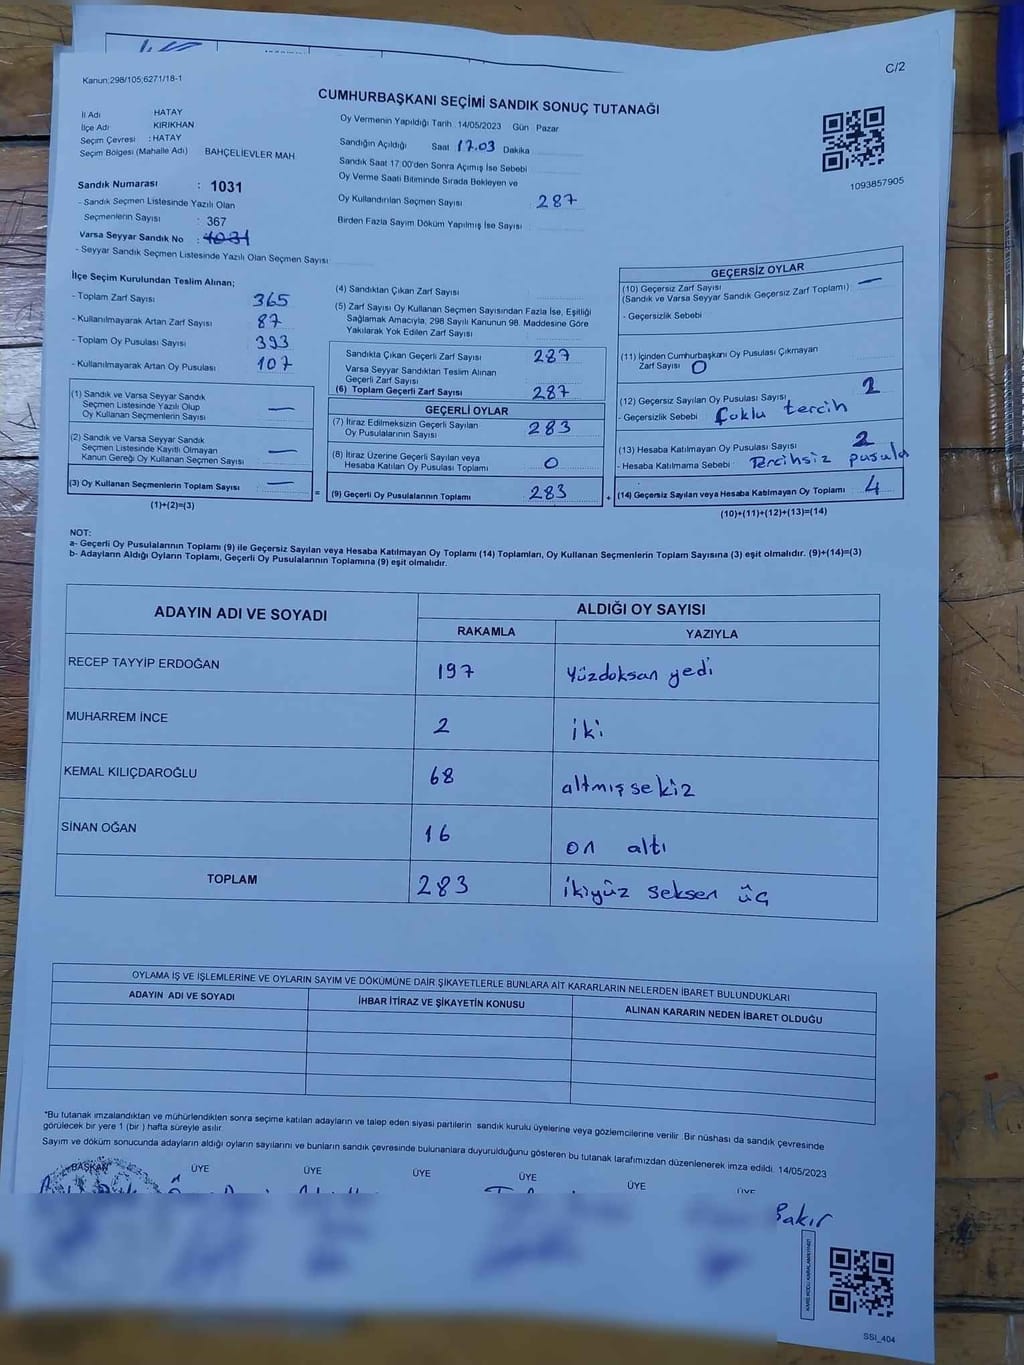 Kanun;298/105;6271/18-1
C/2
CUMHURBAŞKANI SEÇİMİ SANDIK SONUÇ TUTANAĞI
İl Adı HATAY
İlçe Adı KIRIKHAN
Seçim Çevresi : HATAY
Seçim Bölgesi (Mahalle Adı) BAHÇELİEVLER MAH
Sandık Numarası : 1031
- Sandık Seçmen Listesinde Yazılı Olan
Seçmenlerin Sayısı : 367
Varsa Seyyar Sandık No : 1031
- Seyyar Sandık Seçmen Listesinde Yazılı Olan Seçmen Sayısı
Oy Vermenin Yapıldığı Tarih 14/05/2023 Gün Pazar
Sandığın Açıldığı Saat 17.03 Dakika
Sandık Saat 17:00'den Sonra Açımış İse Sebebi
Oy Verme Saati Bitiminde Sırada Bekleyen ve
Oy Kullandırılan Seçmen Sayısı 287
Birden Fazla Sayım Döküm Yapılmış İse Sayısı
1093857905
İlçe Seçim Kurulundan Teslim Alınan;
- Toplam Zarf Sayısı 365
- Kullanılmayarak Artan Zarf Sayısı 87
- Toplam Oy Pusulası Sayısı 393
- Kullanılmayarak Artan Oy Pusulası 107
(1) Sandık ve Varsa Seyyar Sandık
Seçmen Listesinde Yazılı Olup
Oy Kullanan Seçmenlerin Sayısı —
(2) Sandık ve Varsa Seyyar Sandık
Seçmen Listesinde Kayıtlı Olmayan
Kanun Gereği Oy Kullanan Seçmen Sayısı —
(3) Oy Kullanan Seçmenlerin Toplam Sayısı —
(1)+(2)=(3)
=
(4) Sandıktan Çıkan Zarf Sayısı
(5) Zarf Sayısı Oy Kullanan Seçmen Sayısından Fazla İse, Eşitliği
Sağlamak Amacıyla, 298 Sayılı Kanunun 98. Maddesine Göre
Yakılarak Yok Edilen Zarf Sayısı
Sandıkta Çıkan Geçerli Zarf Sayısı 287
Varsa Seyyar Sandıktan Teslim Alınan
Geçerli Zarf Sayısı
(6) Toplam Geçerli Zarf Sayısı 287
GEÇERLİ OYLAR
(7) İtiraz Edilmeksizin Geçerli Sayılan
Oy Pusulalarının Sayısı 283
(8) İtiraz Üzerine Geçerli Sayılan veya
Hesaba Katılan Oy Pusulası Toplamı 0
(9) Geçerli Oy Pusulalarının Toplamı 283
+
GEÇERSİZ OYLAR
(10) Geçersiz Zarf Sayısı —
(Sandık ve Varsa Seyyar Sandık Geçersiz Zarf Toplamı)
- Geçersizlik Sebebi
(11) İçinden Cumhurbaşkanı Oy Pusulası Çıkmayan
Zarf Sayısı 0
(12) Geçersiz Sayılan Oy Pusulası Sayısı 2
- Geçersizlik Sebebi Çoklu tercih
(13) Hesaba Katılmayan Oy Pusulası Sayısı 2
- Hesaba Katılmama Sebebi Tercihsiz pusula
(14) Geçersiz Sayılan veya Hesaba Katılmayan Oy Toplamı 4
(10)+(11)+(12)+(13)=(14)
NOT:
a- Geçerli Oy Pusulalarının Toplamı (9) ile Geçersiz Sayılan veya Hesaba Katılmayan Oy Toplamı (14) Toplamları, Oy Kullanan Seçmenlerin Toplam Sayısına (3) eşit olmalıdır. (9)+(14)=(3)
b- Adayların Aldığı Oyların Toplamı, Geçerli Oy Pusulalarının Toplamına (9) eşit olmalıdır.
ADAYIN ADI VE SOYADI ALDIĞI OY SAYISI
RAKAMLA YAZIYLA
RECEP TAYYİP ERDOĞAN 197 Yüzdoksan yedi
MUHARREM İNCE 2 iki
KEMAL KILIÇDAROĞLU 68 altmış sekiz
SİNAN OĞAN 16 on altı
TOPLAM 283 ikiyüz seksen üç
OYLAMA İŞ VE İŞLEMLERİNE VE OYLARIN SAYIM VE DÖKÜMÜNE DAİR ŞİKAYETLERLE BUNLARA AİT KARARLARIN NELERDEN İBARET BULUNDUKLARI
ADAYIN ADI VE SOYADI İHBAR İTİRAZ VE ŞİKAYETİN KONUSU ALINAN KARARIN NEDEN İBARET OLDUĞU
*Bu tutanak imzalandıktan ve mühürlendikten sonra seçime katılan adayların ve talep eden siyasi partilerin sandık kurulu üyelerine veya gözlemcilerine verilir. Bir nüshası da sandık çevresinde
görülecek bir yere 1 (bir ) hafta süreyle asılır.
Sayım ve döküm sonucunda adayların aldığı oyların sayılarını ve bunların sandık çevresinde bulunanlara duyurulduğunu gösteren bu tutanak tarafımızdan düzenlenerek imza edildi. 14/05/2023
BAŞKAN ÜYE ÜYE ÜYE ÜYE ÜYE ÜYE
Bakır
SSİ_404